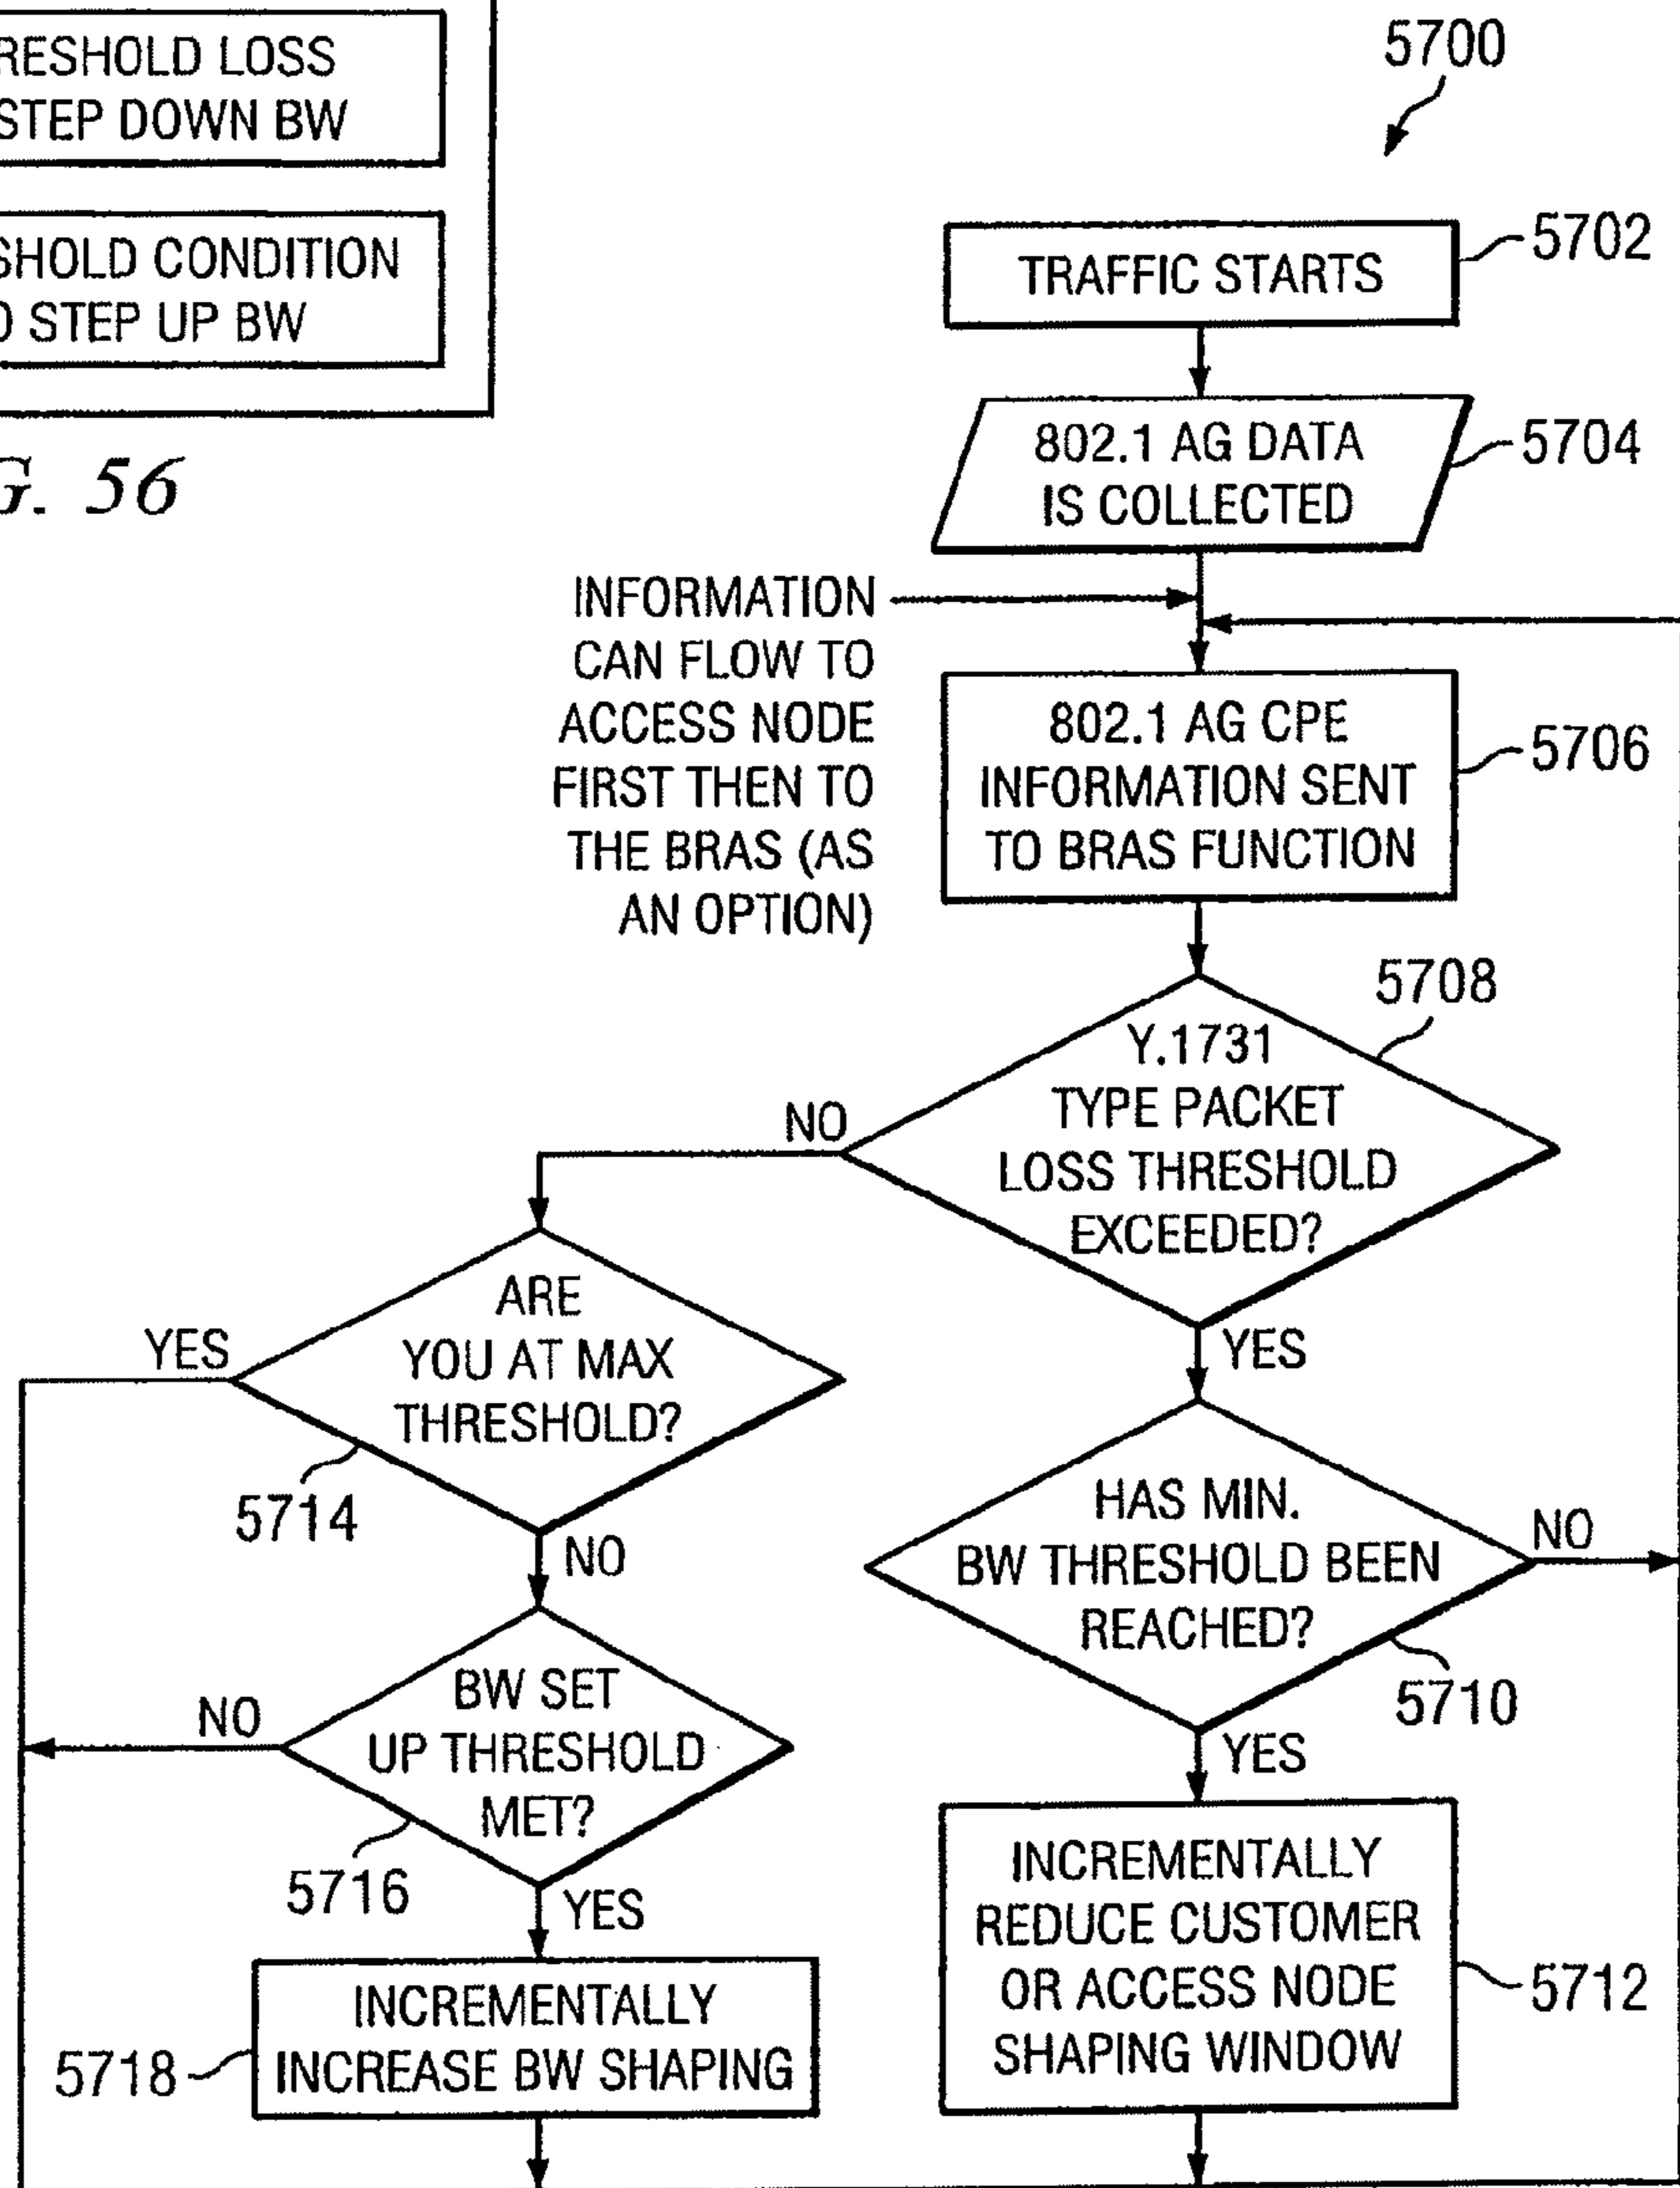 RESHOLD LOSS
STEP DOWN BW
SHOLD CONDITION
STEP UP BW
G. 56
5700
TRAFFIC STARTS
5702
802.1 AG DATA
IS COLLECTED
5704
INFORMATION
CAN FLOW TO
ACCESS NODE
FIRST THEN TO
THE BRAS (AS
AN OPTION)
802.1 AG CPE
INFORMATION SENT
TO BRAS FUNCTION
5706
5708
Y.1731
TYPE PACKET
LOSS THRESHOLD
EXCEEDED?
NO
YES
ARE
YOU AT MAX
THRESHOLD?
YES
5714
NO
HAS MIN.
BW THRESHOLD BEEN
REACHED?
NO
5710
YES
BW SET
UP THRESHOLD
MET?
NO
5716
YES
INCREMENTALLY
REDUCE CUSTOMER
OR ACCESS NODE
SHAPING WINDOW
5712
INCREMENTALLY
INCREASE BW SHAPING
5718